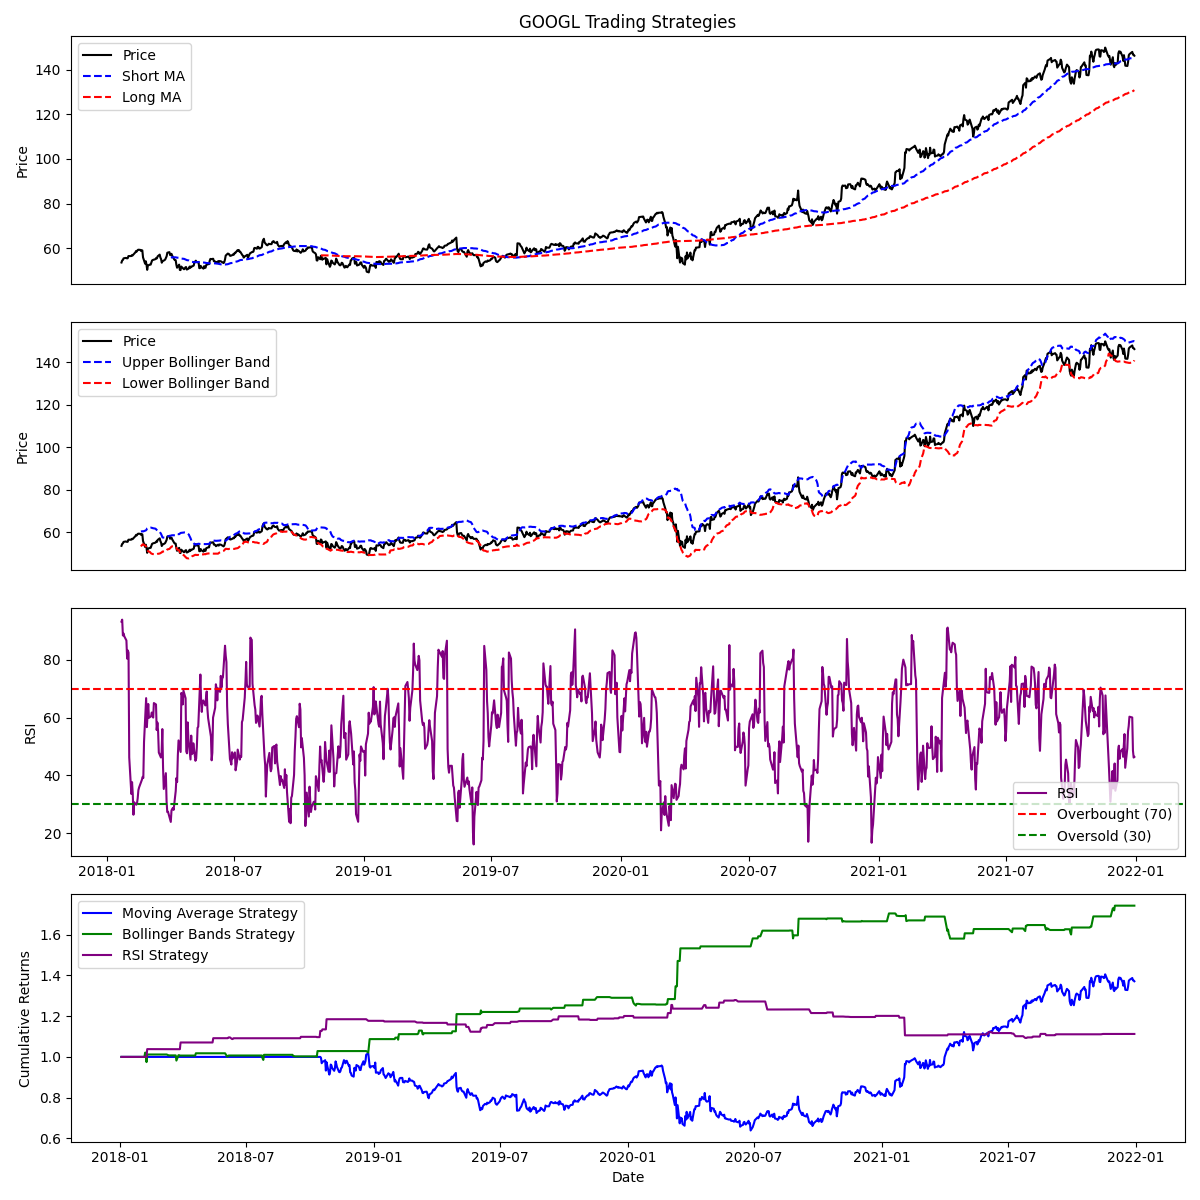 GOOGL Trading Strategies
Price
Short MA
Long MA
140
120
100
80
60
Price
Price
Upper Bollinger Band
Lower Bollinger Band
140
120
100
80
60
Price
80
60
40
20
RSI
RSI
Overbought (70)
Oversold (30)
2018-01 2018-07 2019-01 2019-07 2020-01 2020-07 2021-01 2021-07 2022-01
Moving Average Strategy
Bollinger Bands Strategy
RSI Strategy
1.6
1.4
1.2
1.0
0.8
0.6
Cumulative Returns
2018-01 2018-07 2019-01 2019-07 2020-01 2020-07 2021-01 2021-07 2022-01
Date